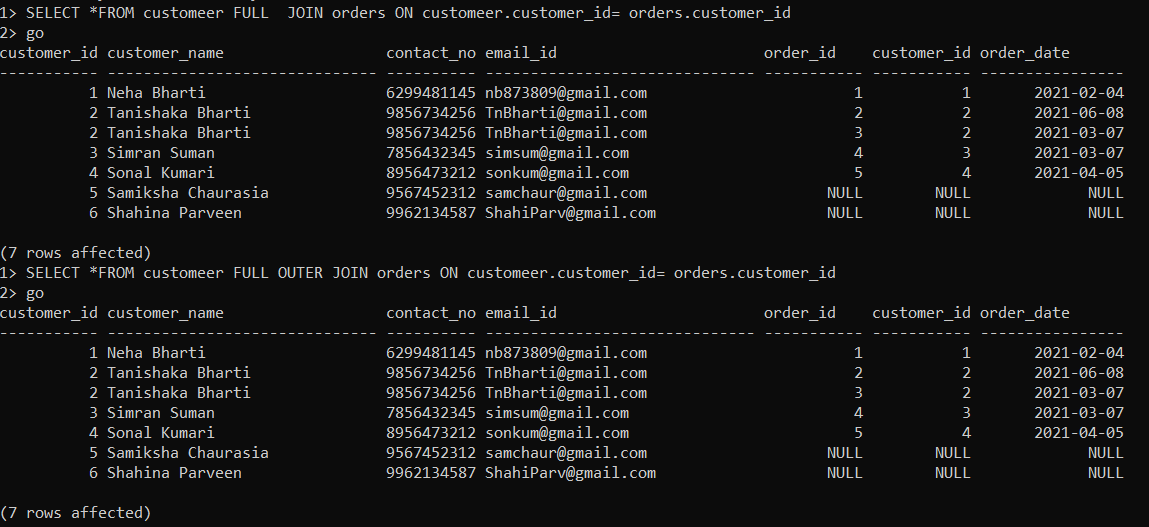 1> SELECT *FROM customeer FULL  JOIN orders ON customeer.customer_id= orders.customer_id
2> go
customer_id customer_name                  contact_no email_id                       order_id    customer_id order_date
----------- ------------------------------ ---------- ------------------------------ ----------- ----------- ----------------
          1 Neha Bharti                    6299481145 nb873809@gmail.com                       1           1       2021-02-04
          2 Tanishaka Bharti               9856734256 TnBharti@gmail.com                       2           2       2021-06-08
          2 Tanishaka Bharti               9856734256 TnBharti@gmail.com                       3           2       2021-03-07
          3 Simran Suman                   7856432345 simsum@gmail.com                         4           3       2021-03-07
          4 Sonal Kumari                   8956473212 sonkum@gmail.com                         5           4       2021-04-05
          5 Samiksha Chaurasia             9567452312 samchaur@gmail.com                    NULL        NULL             NULL
          6 Shahina Parveen                9962134587 ShahiParv@gmail.com                   NULL        NULL             NULL
(7 rows affected)
1> SELECT *FROM customeer FULL OUTER JOIN orders ON customeer.customer_id= orders.customer_id
2> go
customer_id customer_name                  contact_no email_id                       order_id    customer_id order_date
----------- ------------------------------ ---------- ------------------------------ ----------- ----------- ----------------
          1 Neha Bharti                    6299481145 nb873809@gmail.com                       1           1       2021-02-04
          2 Tanishaka Bharti               9856734256 TnBharti@gmail.com                       2           2       2021-06-08
          2 Tanishaka Bharti               9856734256 TnBharti@gmail.com                       3           2       2021-03-07
          3 Simran Suman                   7856432345 simsum@gmail.com                         4           3       2021-03-07
          4 Sonal Kumari                   8956473212 sonkum@gmail.com                         5           4       2021-04-05
          5 Samiksha Chaurasia             9567452312 samchaur@gmail.com                    NULL        NULL             NULL
          6 Shahina Parveen                9962134587 ShahiParv@gmail.com                   NULL        NULL             NULL
(7 rows affected)